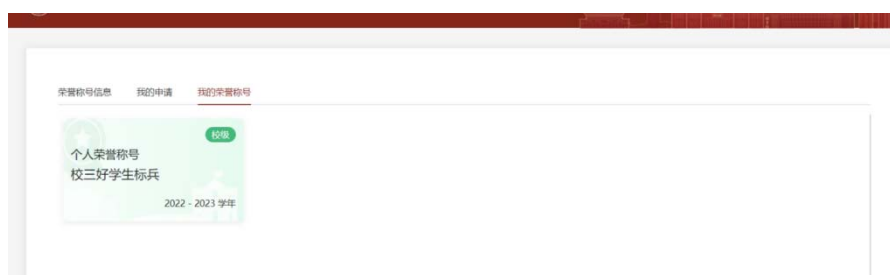 荣誉称号信息 我的申请 我的荣誉称号
校级
个人荣誉称号
校三好学生标兵
2022 - 2023 学年